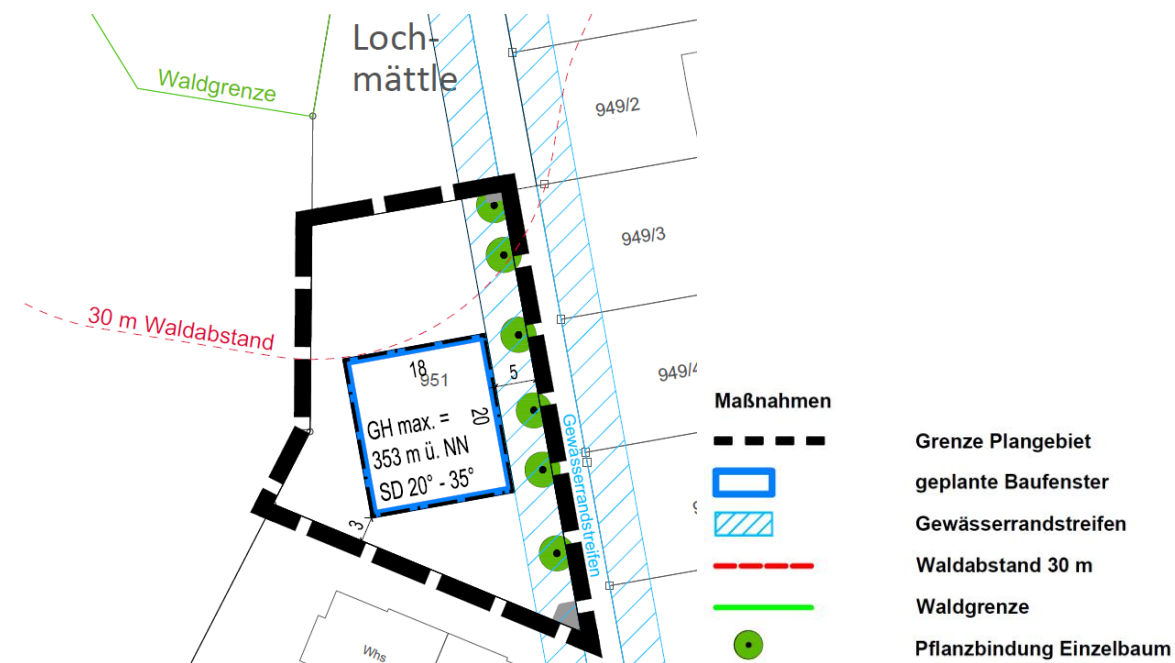 Loch-
mättle
Waldgrenze
949/2
949/3
30 m Waldabstand
18
951
5
949/4
20
GH max. =
353 m ü. NN
SD 20° - 35°
Gewässerrandstreifen
3
Whs
Maßnahmen
Grenze Plangebiet
geplante Baufenster
Gewässerrandstreifen
Waldabstand 30 m
Waldgrenze
Pflanzbindung Einzelbaum